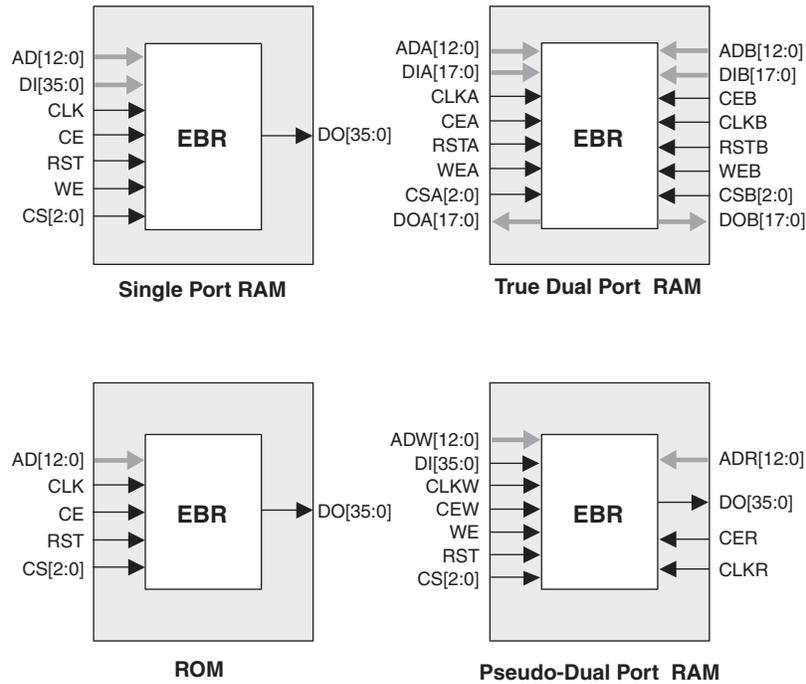 AD[12:0]
DI[35:0]
CLK
CE
RST
WE
CS[2:0]
EBR
DO[35:0]
Single Port RAM
ADA[12:0]
DIA[17:0]
CLKA
CEA
RSTA
WEA
CSA[2:0]
DOA[17:0]
EBR
ADB[12:0]
DIB[17:0]
CEB
CLKB
RSTB
WEB
CSB[2:0]
DOB[17:0]
True Dual Port RAM
AD[12:0]
CLK
CE
RST
CS[2:0]
EBR
DO[35:0]
ROM
ADW[12:0]
DI[35:0]
CLKW
CEW
WE
RST
CS[2:0]
EBR
ADR[12:0]
DO[35:0]
CER
CLKR
Pseudo-Dual Port RAM